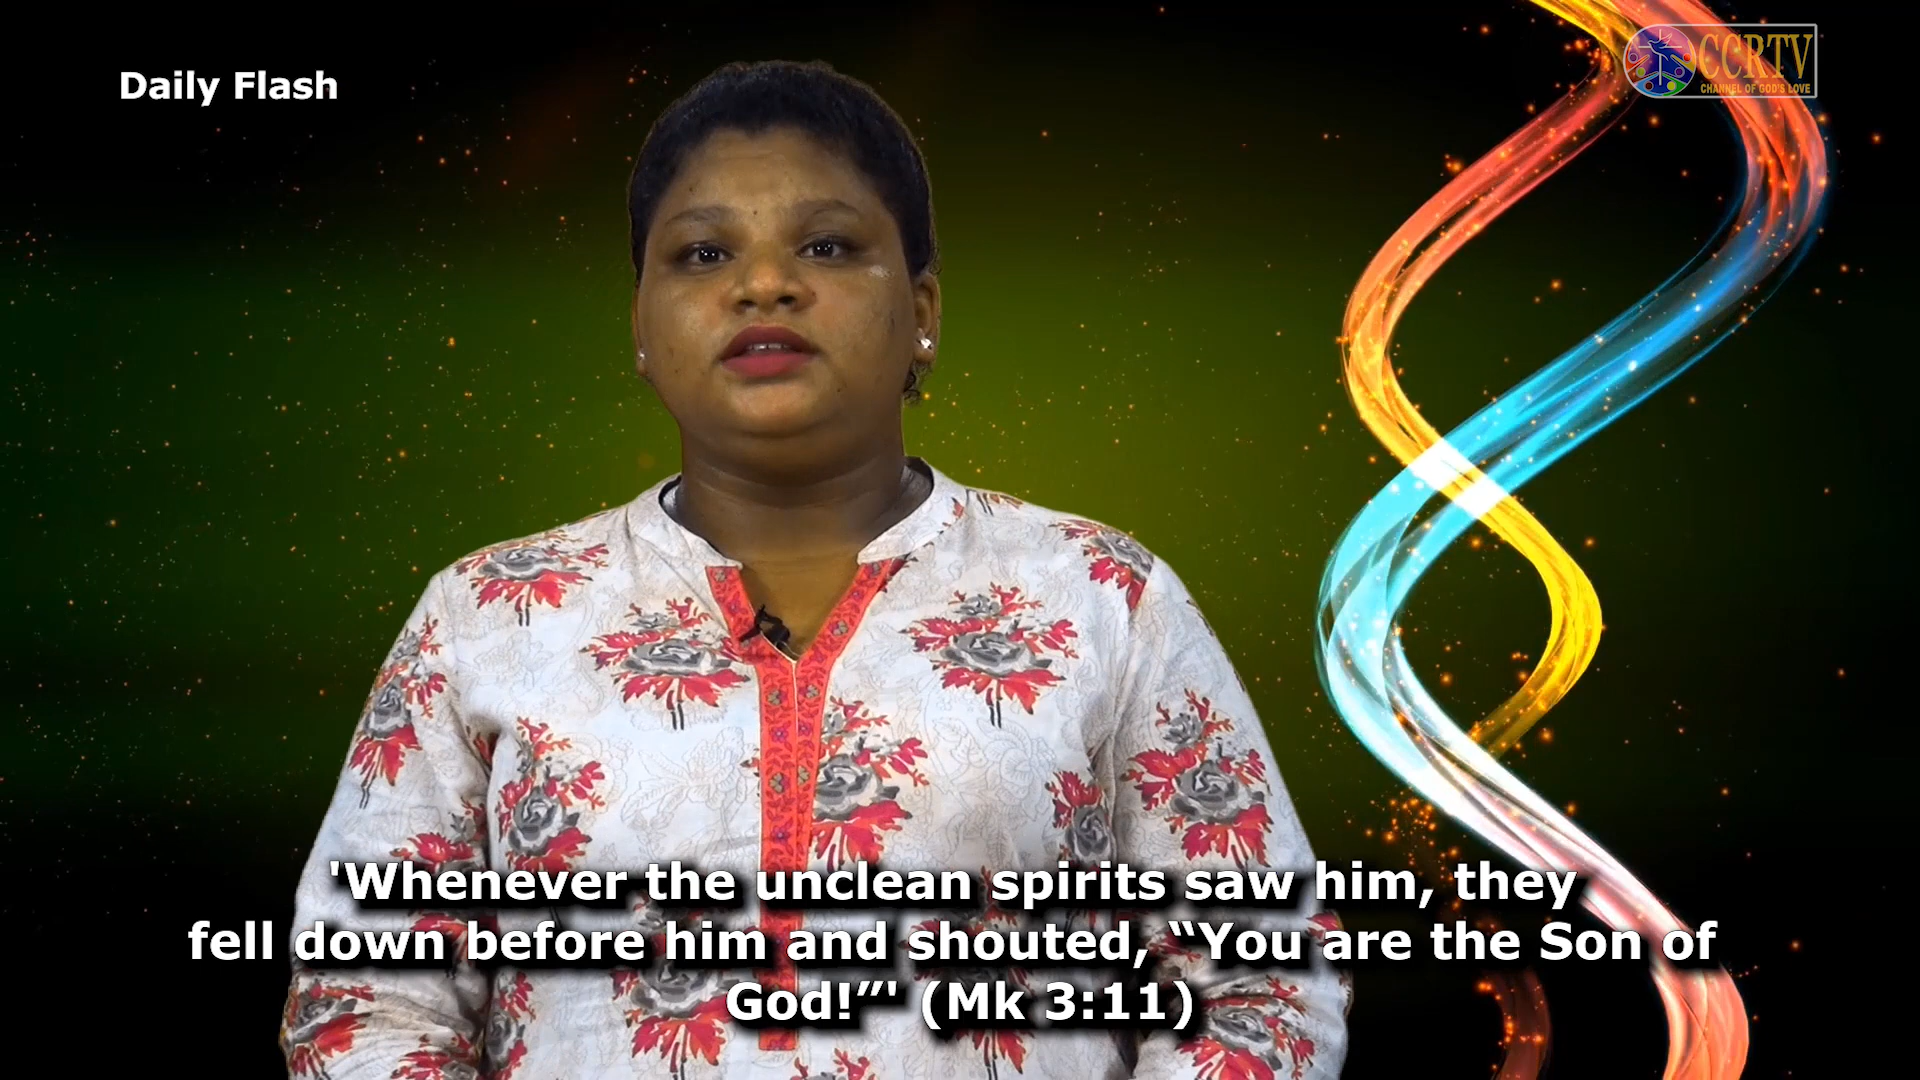 Daily Flash
CCRTV
CHANNEL OF GOD'S LOVE
'Whenever the unclean spirits saw him, they
fell down before him and shouted, “You are the Son of
God!”' (Mk 3:11)